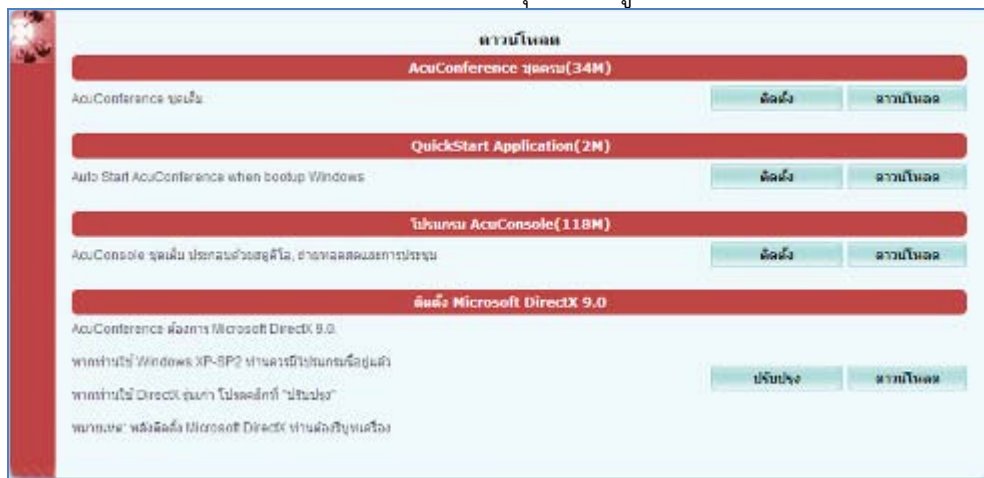 ดาวน์โหลด
AcuConference ชุดครบ(34M)
AcuConference ชุดเต็ม
ติดตั้ง
ดาวน์โหลด
QuickStart Application(2M)
Auto Start AcuConference when bootup Windows
ติดตั้ง
ดาวน์โหลด
โปรแกรม AcuConsole(118M)
AcuConsole ชุดเต็ม ประกอบด้วยสตูดิโอ, ถ่ายทอดสดและการประชุม
ติดตั้ง
ดาวน์โหลด
ติดตั้ง Microsoft DirectX 9.0
AcuConference ต้องการ Microsoft DirectX 9.0.
หากท่านใช้ Windows XP-SP2 ท่านควรมีโปรแกรมนี้อยู่แล้ว
หากท่านใช้ DirectX รุ่นเก่า โปรดคลิ๊กที่ "ปรับปรุง"
ปรับปรุง
ดาวน์โหลด
หมายเหตุ: หลังติดตั้ง Microsoft DirectX ท่านต้องรีบูทเครื่อง